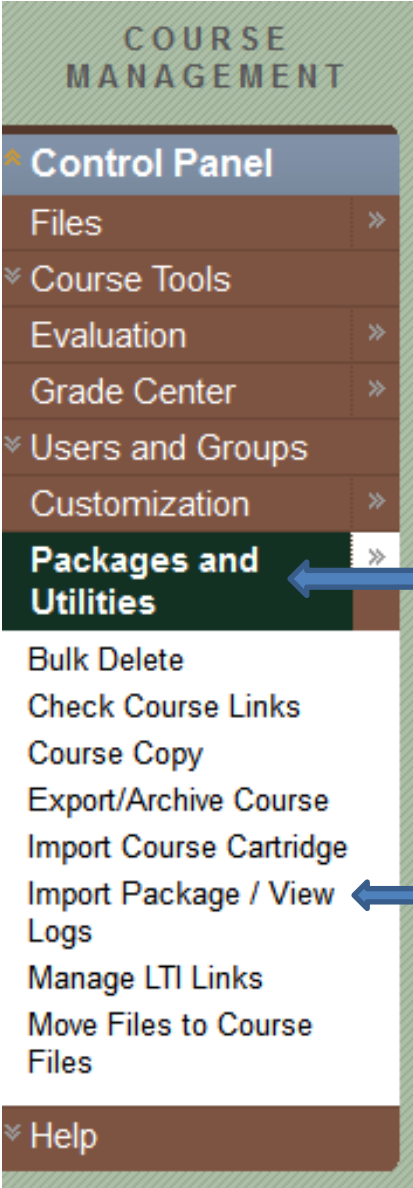 COURSE
MANAGEMENT
Control Panel
Files
Course Tools
Evaluation
Grade Center
Users and Groups
Customization
Packages and
Utilities
Bulk Delete
Check Course Links
Course Copy
Export/Archive Course
Import Course Cartridge
Import Package / View
Logs
Manage LTI Links
Move Files to Course
Files
Help